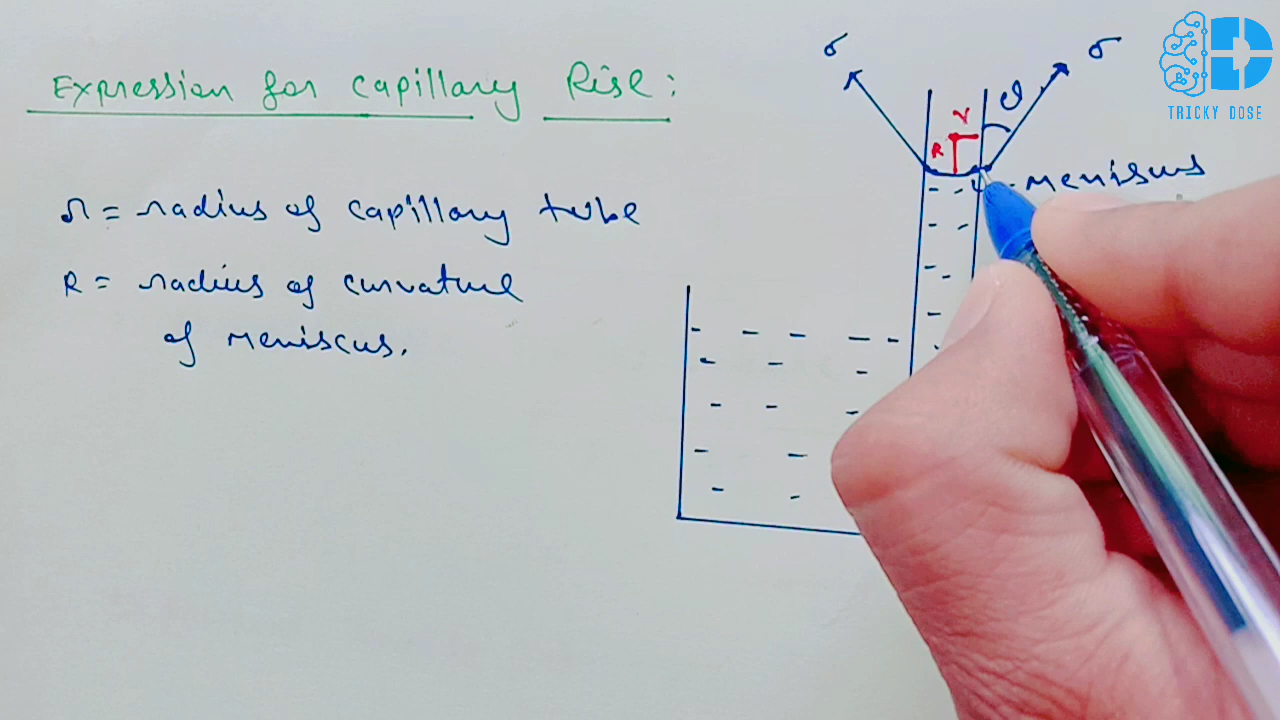 Expression for Capillary Rise:
σ
σ
θ
r
R
meniscus
r = radius of capillary tube
R = radius of curvature
of meniscus.
TRICKY DOSE